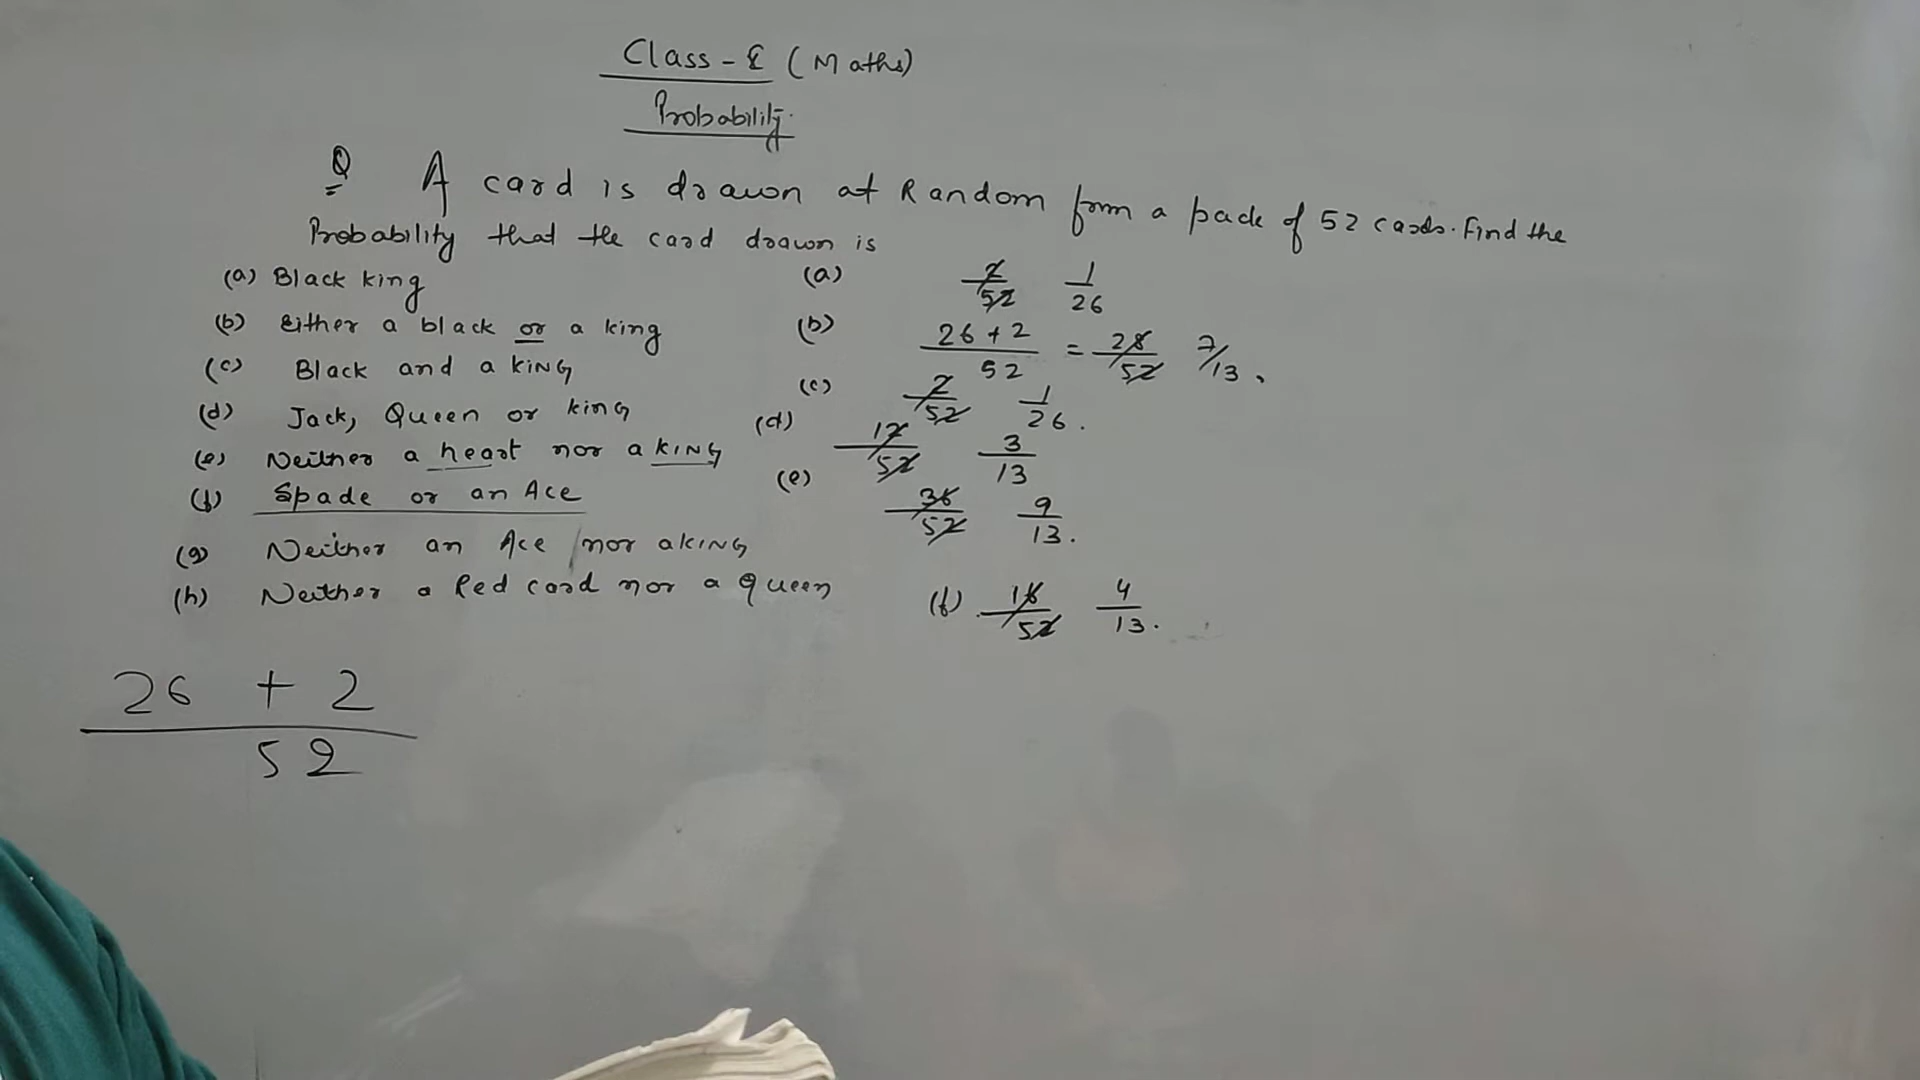 Class - E (Maths)
Probability.
Q A card is drawn at Random from a pack of 52 cards. Find the
Probability that the card drawn is
(a) Black king
(b) Either a black or a king
(c) Black and a KING
(d) Jack, Queen or king
(e) Neither a heart nor a KING
(f) Spade or an Ace
(g) Neither an Ace nor a KING
(h) Neither a Red card nor a queen
(a) 2/52 1/26
(b) 26 + 2/52 = 28/52 7/13.
(c) 2/52 1/26.
(d) 12/52 3/13
(e) 36/52 9/13.
(f) 16/52 4/13.
26 + 2
52